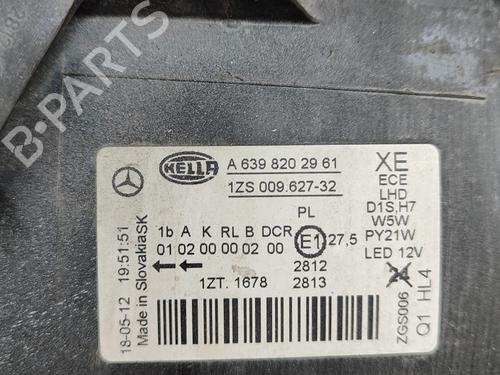 HELLA
A 639 820 29 61
1ZS 009.627-32
XE
ECE
LHD
D1S,H7
W5W
PY21W
LED 12V
PL
1b A K RL B DCR
01 02 00 00 02 00
E1 27,5
2812
1ZT. 1678 2813
18-05-12 19:51:51
Made in SlovakiaSK
ZGS006
Q1 HL4
B-PARTS